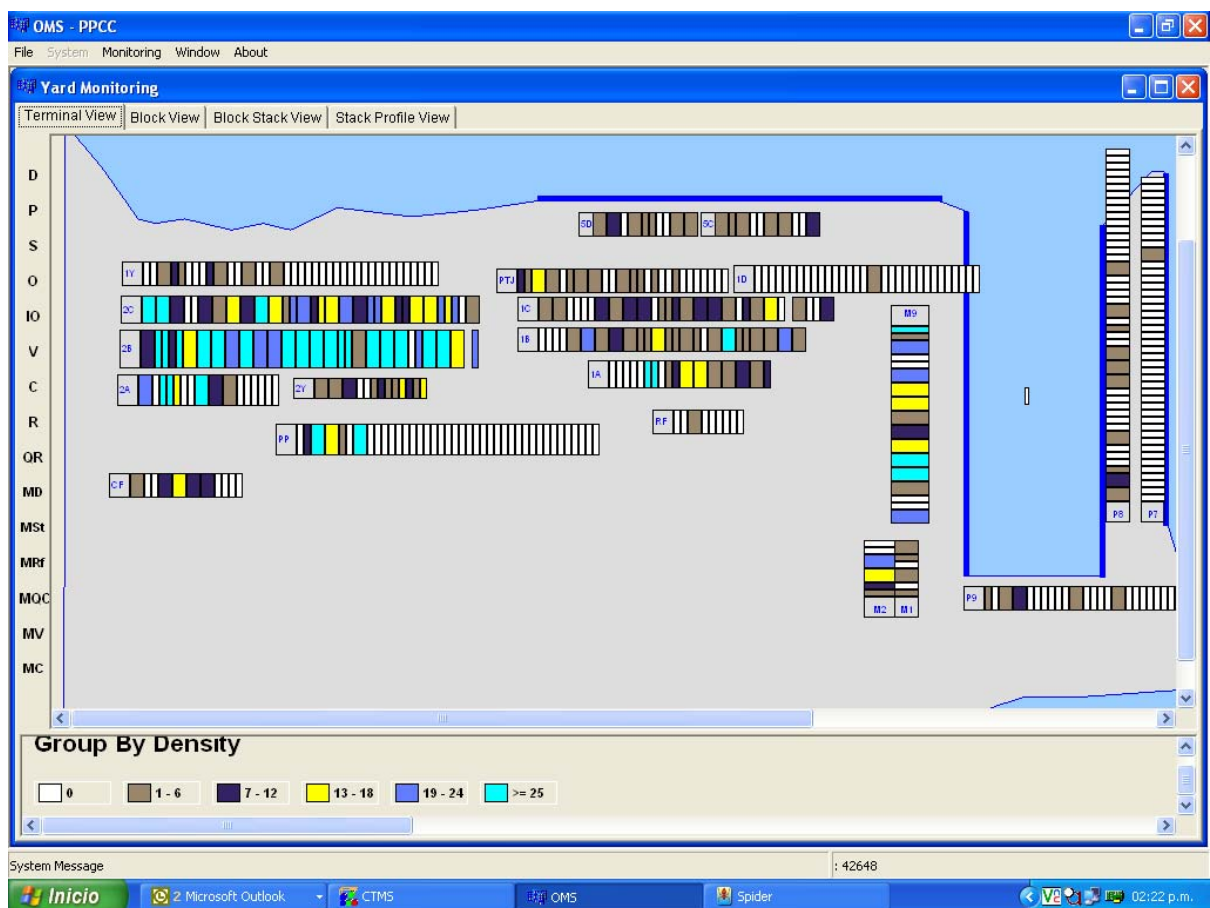 OMS - PPCC
File System Monitoring Window About
Yard Monitoring
Terminal View Block View Block Stack View Stack Profile View
D
P
S
O
IO
V
C
R
QR
MD
MSt
MRf
MQC
MV
MC
5D 5C
1Y PTJ 1D
2C 1C M9
2B 1B
2A 2Y 1A
PP RF
CF
P8 P7
M2 M1 P9
Group By Density
0 1 - 6 7 - 12 13 - 18 19 - 24 >= 25
System Message : 42648
Inicio 2 Microsoft Outlook CTMS OMS Spider 02:22 p.m.